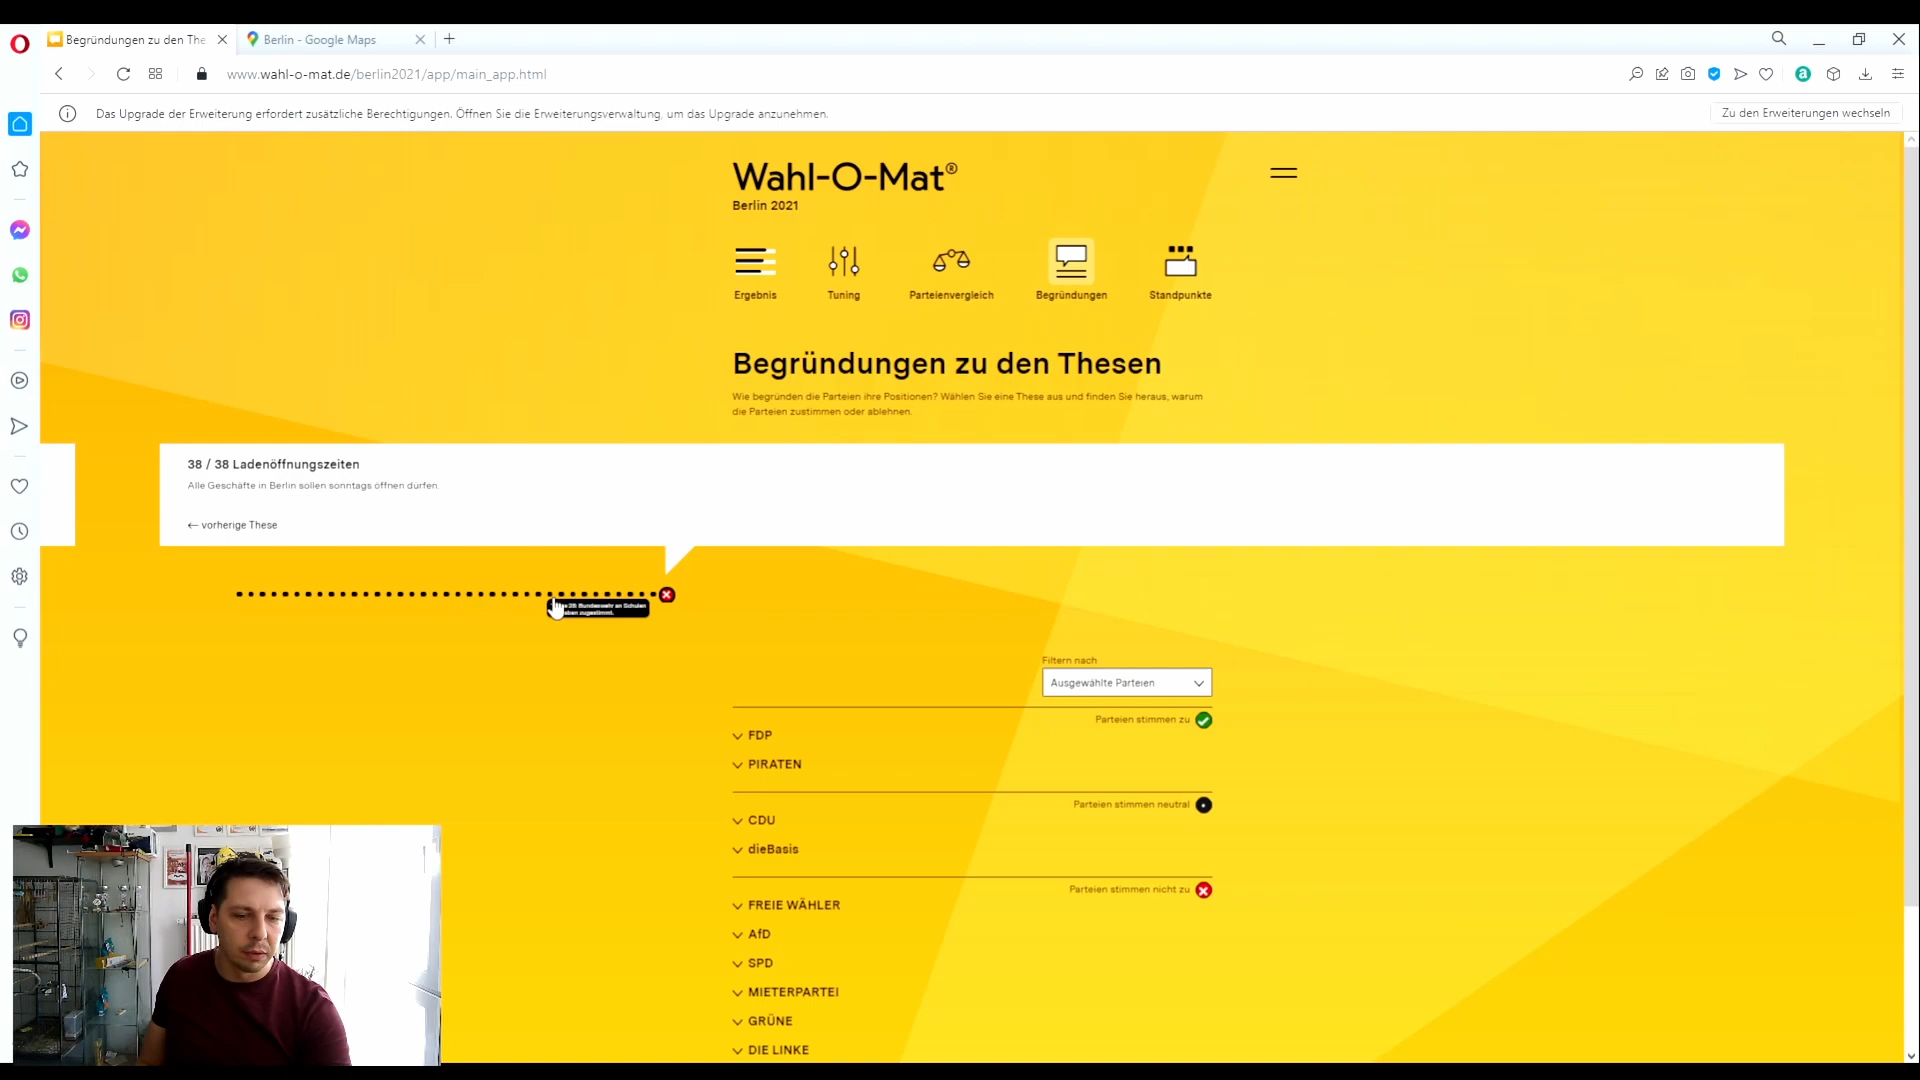 Begründungen zu den The
Berlin - Google Maps
www.wahl-o-mat.de/berlin2021/app/main_app.html
Das Upgrade der Erweiterung erfordert zusätzliche Berechtigungen. Öffnen Sie die Erweiterungsverwaltung, um das Upgrade anzunehmen.
Zu den Erweiterungen wechseln
Wahl-O-Mat®
Berlin 2021
Ergebnis
Tuning
Parteienvergleich
Begründungen
Standpunkte
Begründungen zu den Thesen
Wie begründen die Parteien ihre Positionen? Wählen Sie eine These aus und finden Sie heraus, warum
die Parteien zustimmen oder ablehnen.
38 / 38 Ladenöffnungszeiten
Alle Geschäfte in Berlin sollen sonntags öffnen dürfen.
← vorherige These
28: Bundeswehr an Schulen
zugestimmt.
Filtern nach
Ausgewählte Parteien
Parteien stimmen zu
FDP
PIRATEN
Parteien stimmen neutral
CDU
dieBasis
Parteien stimmen nicht zu
FREIE WÄHLER
AfD
SPD
MIETERPARTEI
GRÜNE
DIE LINKE